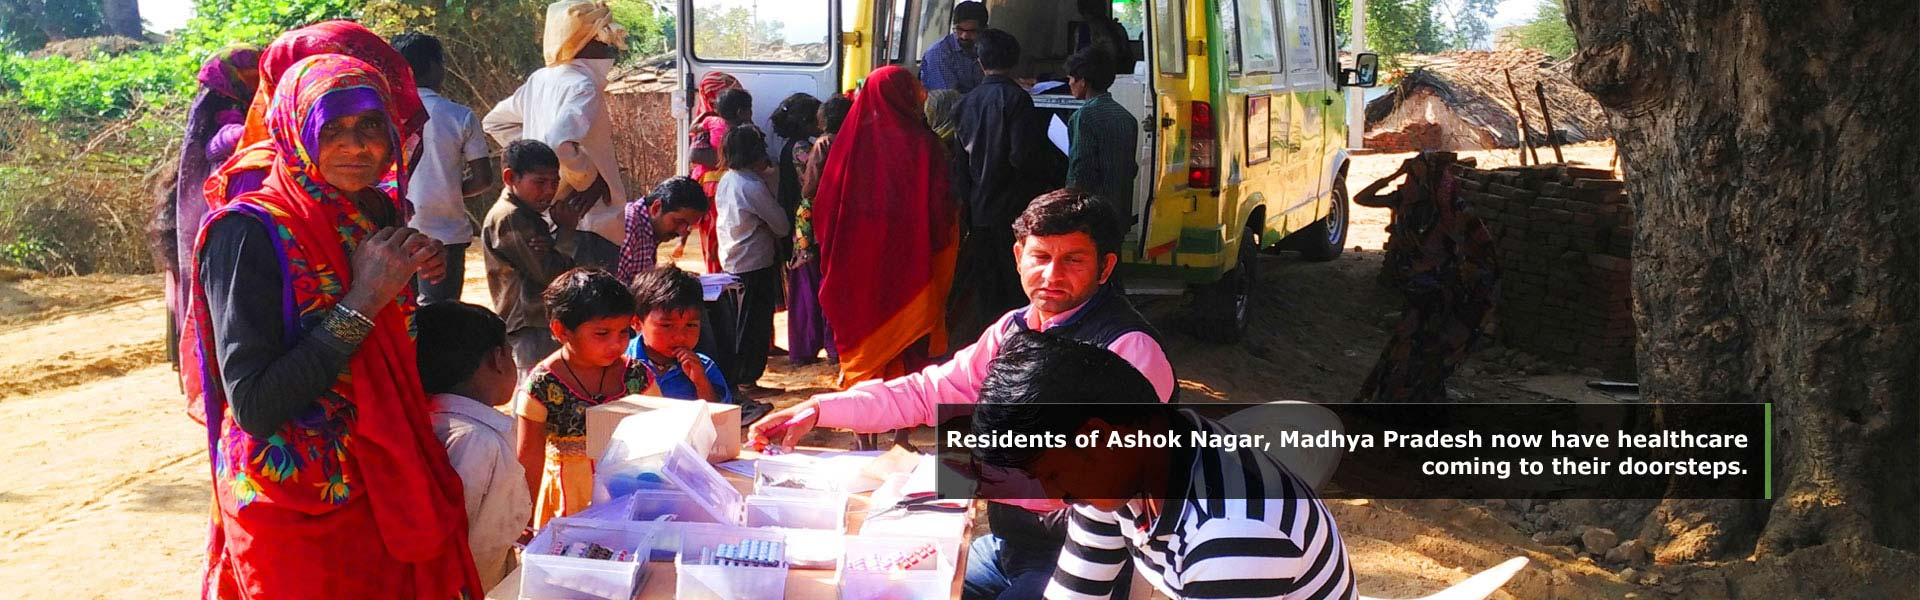 Residents of Ashok Nagar, Madhya Pradesh now have healthcare
coming to their doorsteps.